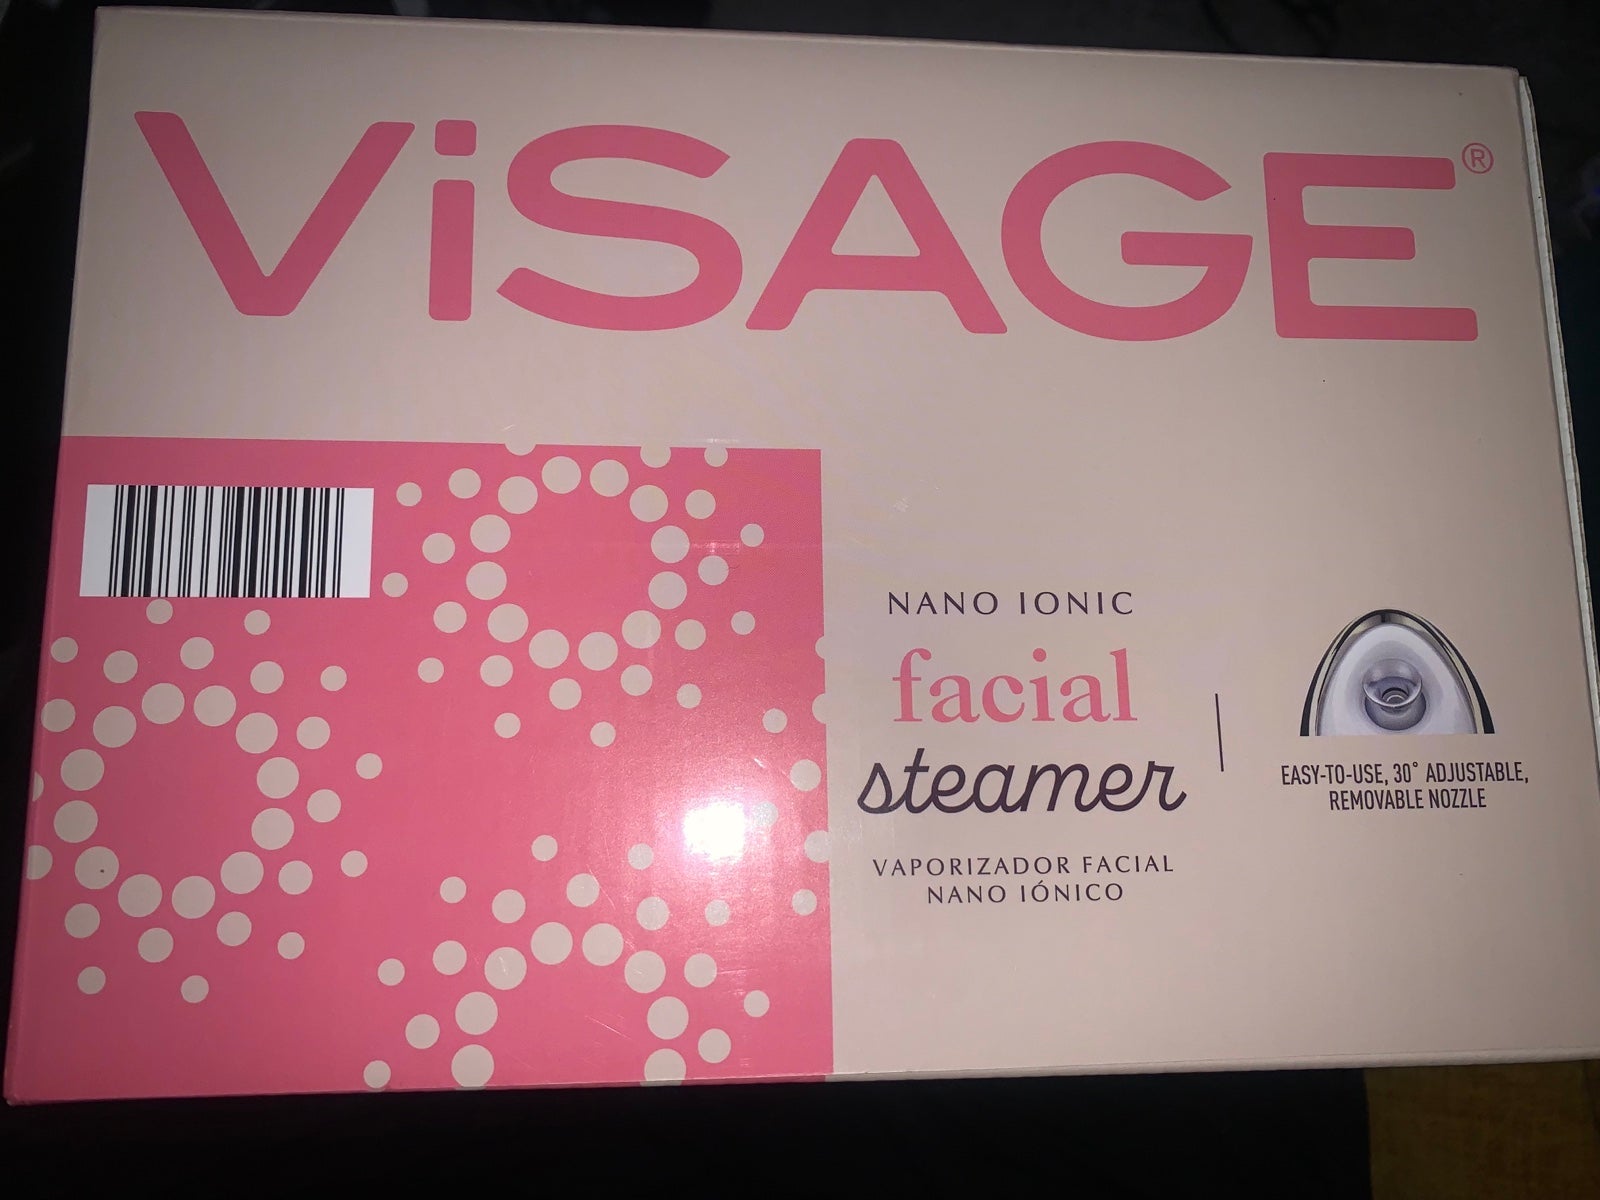 ViSAGE®
NANO IONIC
facial
steamer
VAPORIZADOR FACIAL
NANO IÓNICO
EASY-TO-USE, 30° ADJUSTABLE,
REMOVABLE NOZZLE